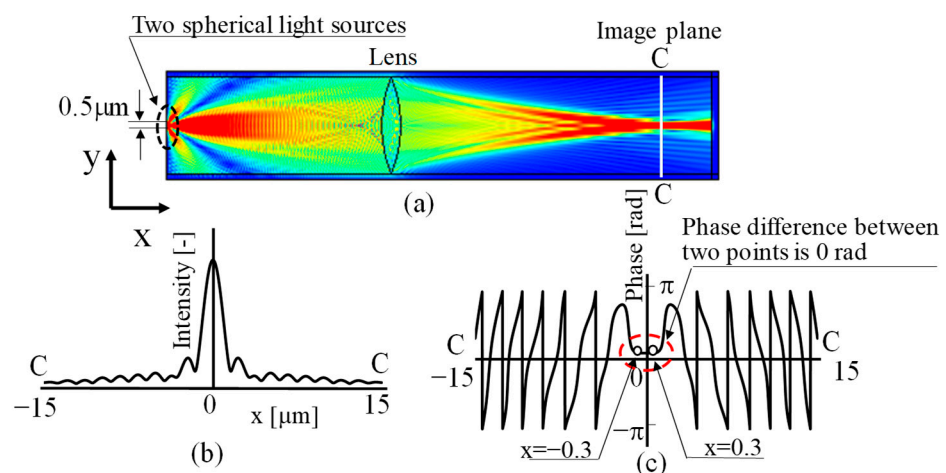 Two spherical light sources
Image plane
C
Lens
0.5μm
C
y
x
(a)
Intensity [-]
C
C
−15
0
15
x [μm]
(b)
Phase [rad]
Phase difference between
two points is 0 rad
π
C
C
−15
0
15
−π
x=−0.3
x=0.3
(c)